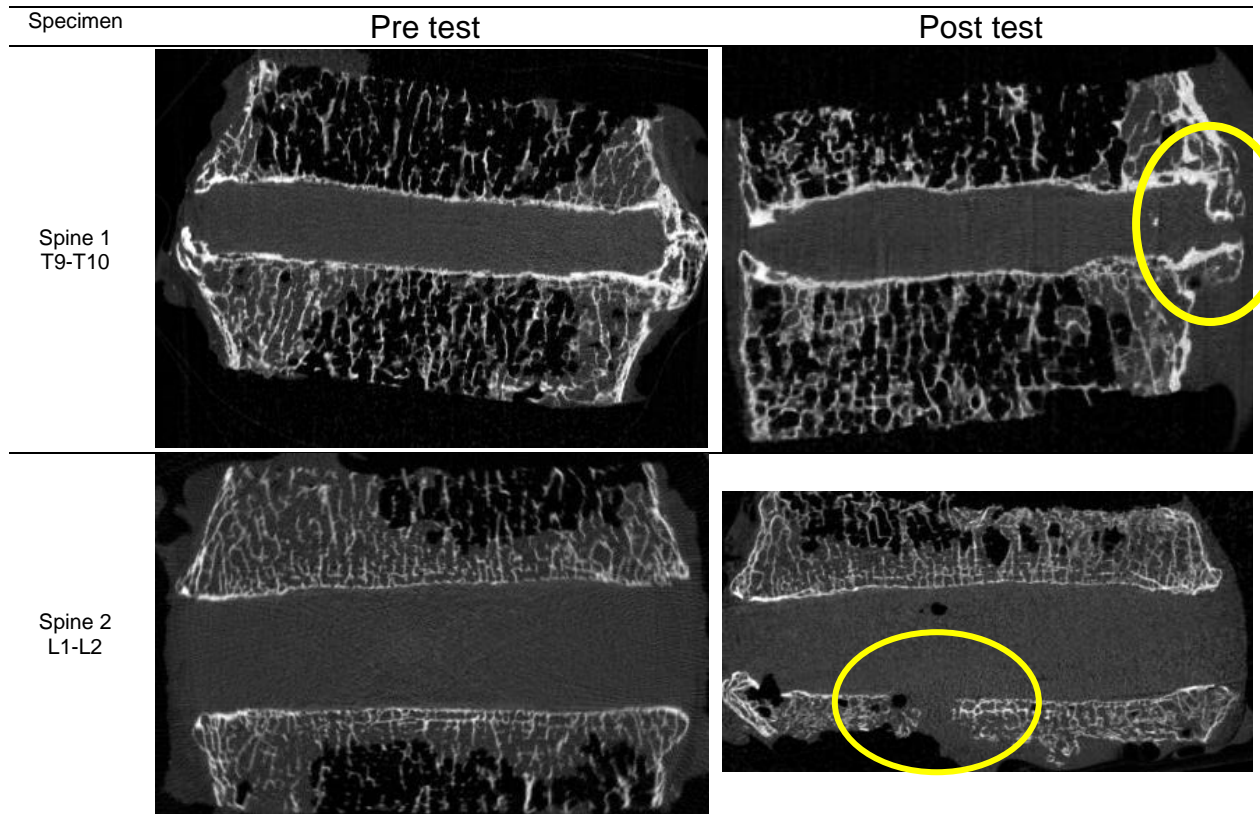 Specimen
Pre test
Post test
Spine 1
T9-T10
Spine 2
L1-L2